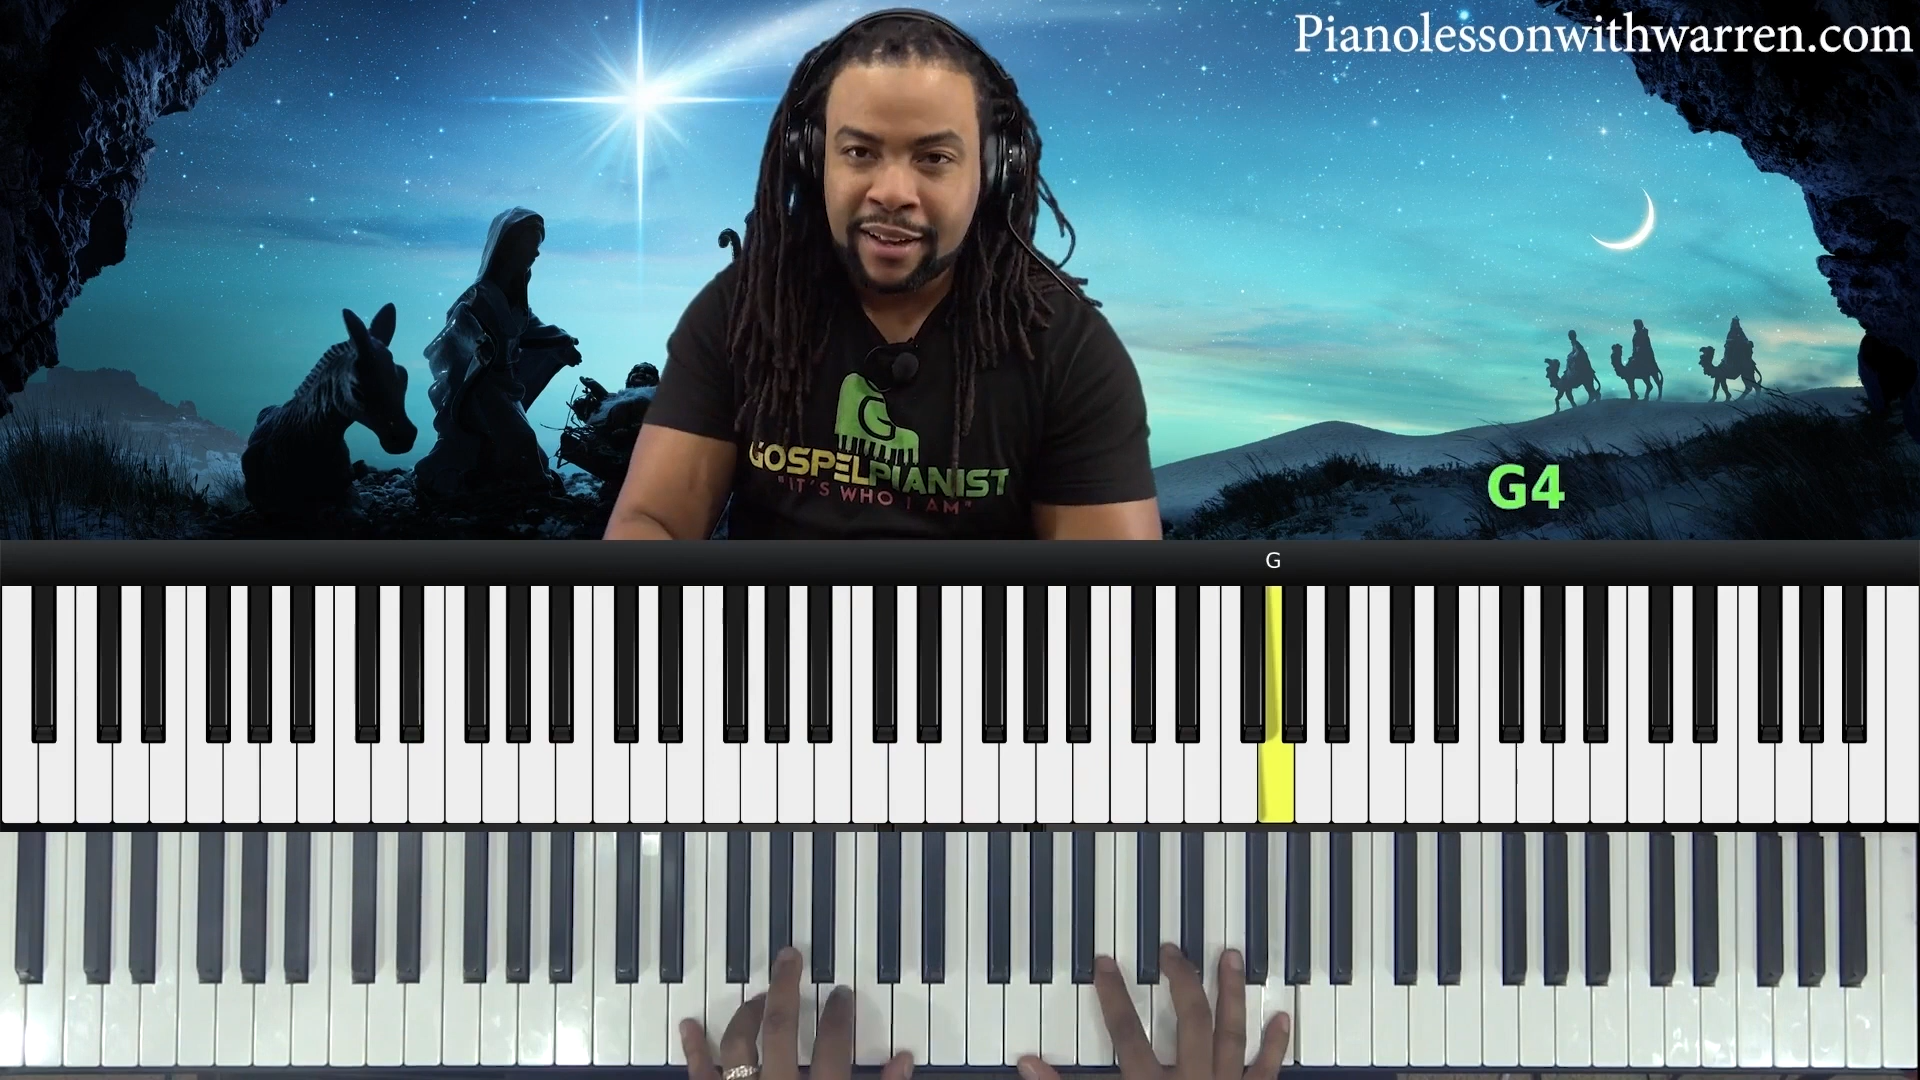 Pianolessonwithwarren.com
GOSPELPIANIST
"IT'S WHO I AM"
G4
G